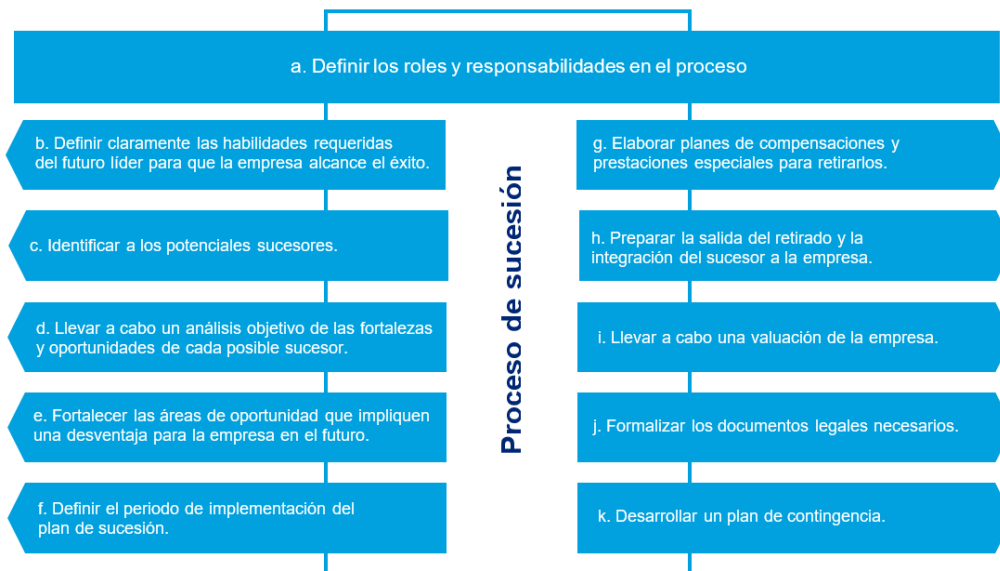 a. Definir los roles y responsabilidades en el proceso
b. Definir claramente las habilidades requeridas
del futuro líder para que la empresa alcance el éxito.
c. Identificar a los potenciales sucesores.
d. Llevar a cabo un análisis objetivo de las fortalezas
y oportunidades de cada posible sucesor.
e. Fortalecer las áreas de oportunidad que impliquen
una desventaja para la empresa en el futuro.
f. Definir el periodo de implementación del
plan de sucesión.
Proceso de sucesión
g. Elaborar planes de compensaciones y
prestaciones especiales para retirarlos.
h. Preparar la salida del retirado y la
integración del sucesor a la empresa.
i. Llevar a cabo una valuación de la empresa.
j. Formalizar los documentos legales necesarios.
k. Desarrollar un plan de contingencia.